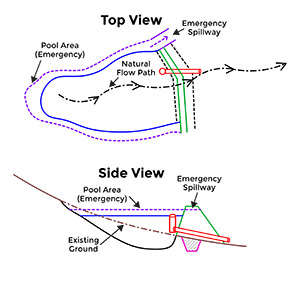 Top View
Emergency
Spillway
Pool Area
(Emergency)
Natural
Flow Path
Side View
Pool Area
(Emergency)
Emergency
Spillway
Existing
Ground